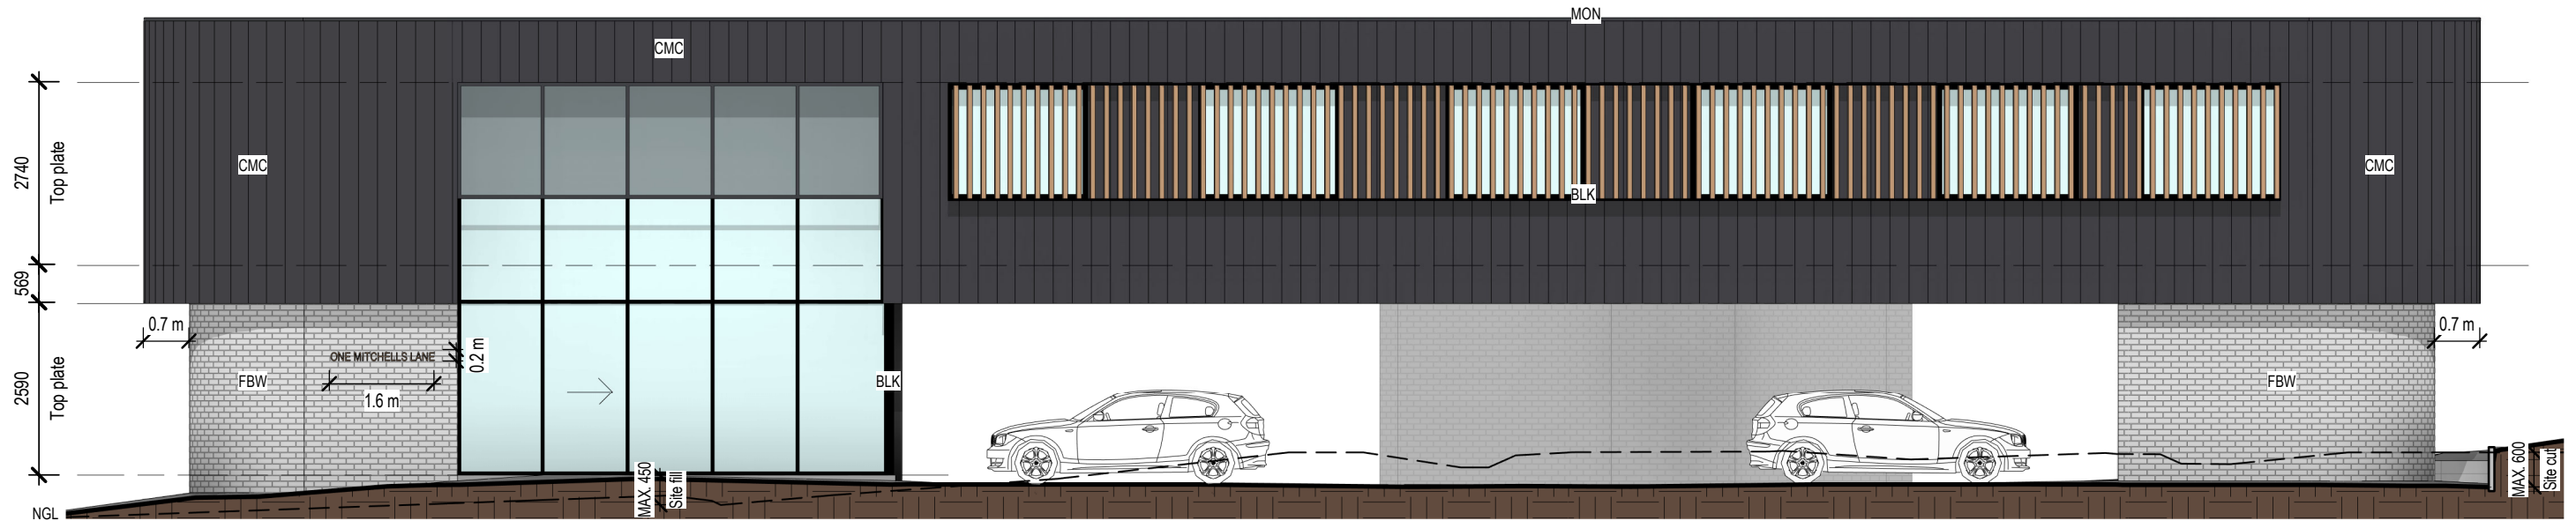 MON
CMC
CMC
CMC
2740
Top plate
BLK
569
0.7 m
0.7 m
ONE MITCHELLS LANE
0.2 m
FBW
BLK
FBW
1.6 m
2590
Top plate
MAX. 450
Site fill
MAX. 600
Site cut
NGL